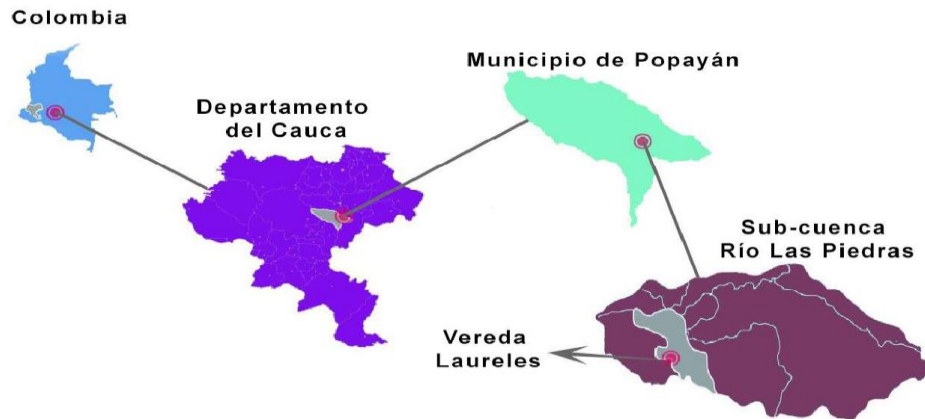 Colombia
Municipio de Popayán
Departamento
del Cauca
Sub-cuenca
Río Las Piedras
Vereda
Laureles